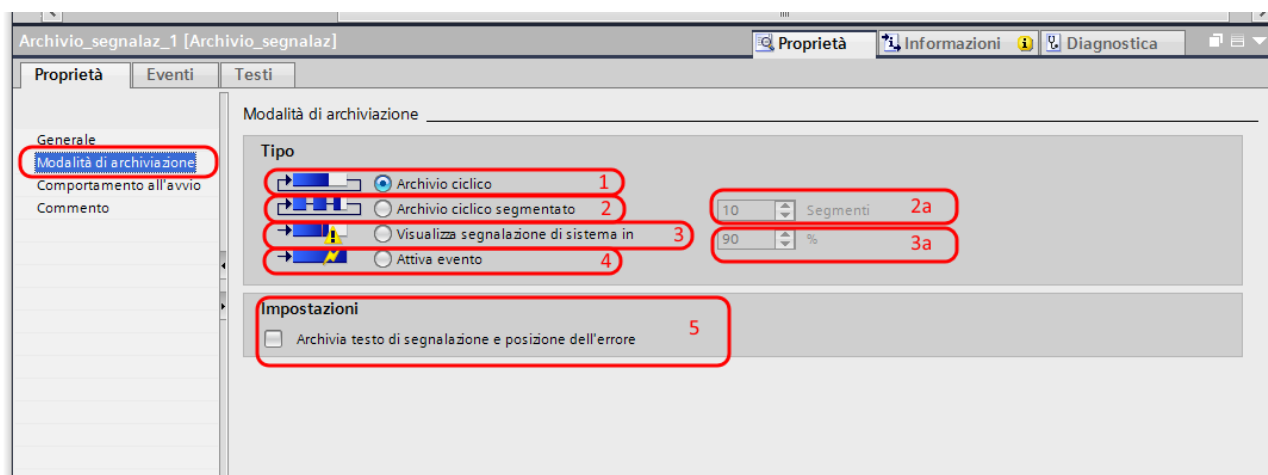 Archivio_segnalaz_1 [Archivio_segnalaz]
Proprietà Informazioni Diagnostica
Proprietà Eventi Testi
Modalità di archiviazione
Generale
Modalità di archiviazione
Comportamento all'avvio
Commento
Tipo
Archivio ciclico 1
Archivio ciclico segmentato 2 10 Segmenti 2a
Visualizza segnalazione di sistema in 3 90 % 3a
Attiva evento 4
Impostazioni
Archivia testo di segnalazione e posizione dell'errore 5